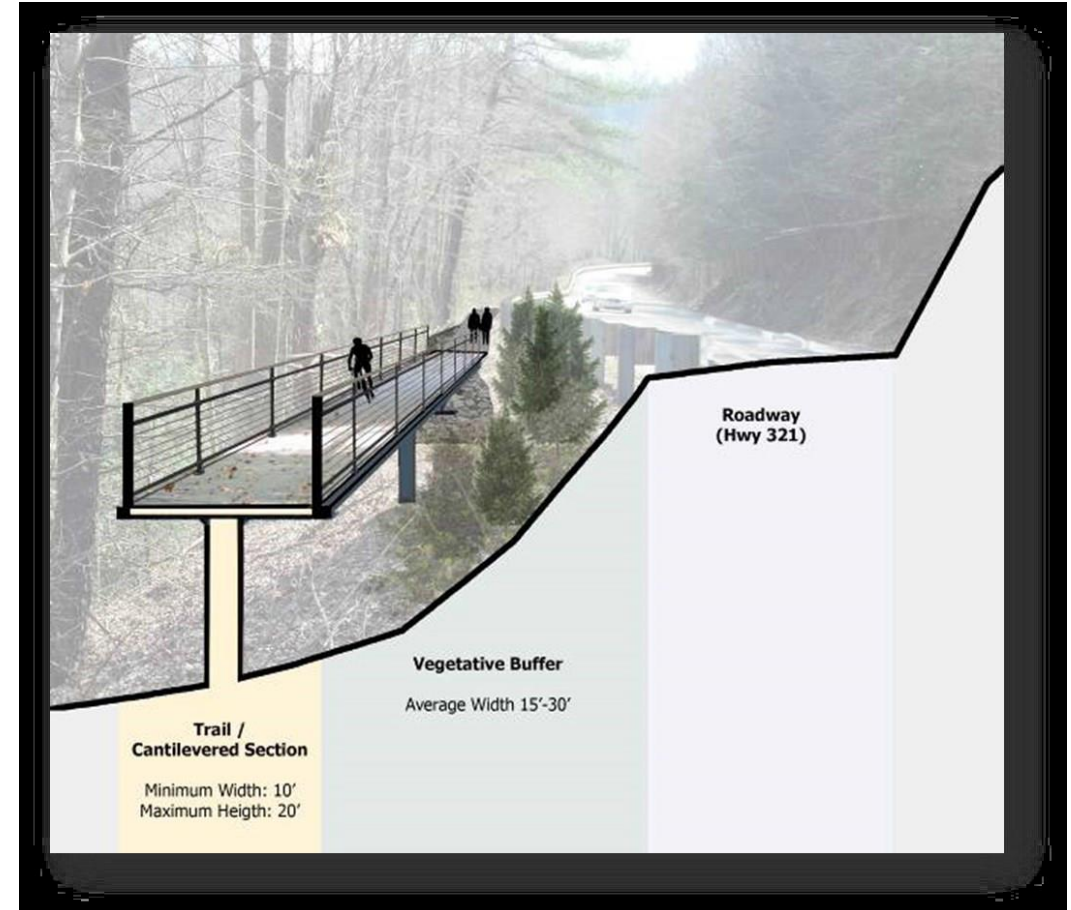 Roadway
(Hwy 321)
Vegetative Buffer
Average Width 15’-30’
Trail /
Cantilevered Section
Minimum Width: 10’
Maximum Heigth: 20’